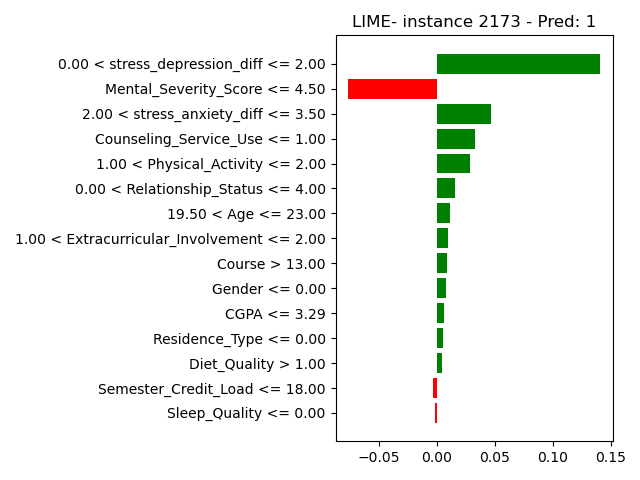 LIME- instance 2173 - Pred: 1
0.00 < stress_depression_diff <= 2.00
Mental_Severity_Score <= 4.50
2.00 < stress_anxiety_diff <= 3.50
Counseling_Service_Use <= 1.00
1.00 < Physical_Activity <= 2.00
0.00 < Relationship_Status <= 4.00
19.50 < Age <= 23.00
1.00 < Extracurricular_Involvement <= 2.00
Course > 13.00
Gender <= 0.00
CGPA <= 3.29
Residence_Type <= 0.00
Diet_Quality > 1.00
Semester_Credit_Load <= 18.00
Sleep_Quality <= 0.00
−0.05 0.00 0.05 0.10 0.15